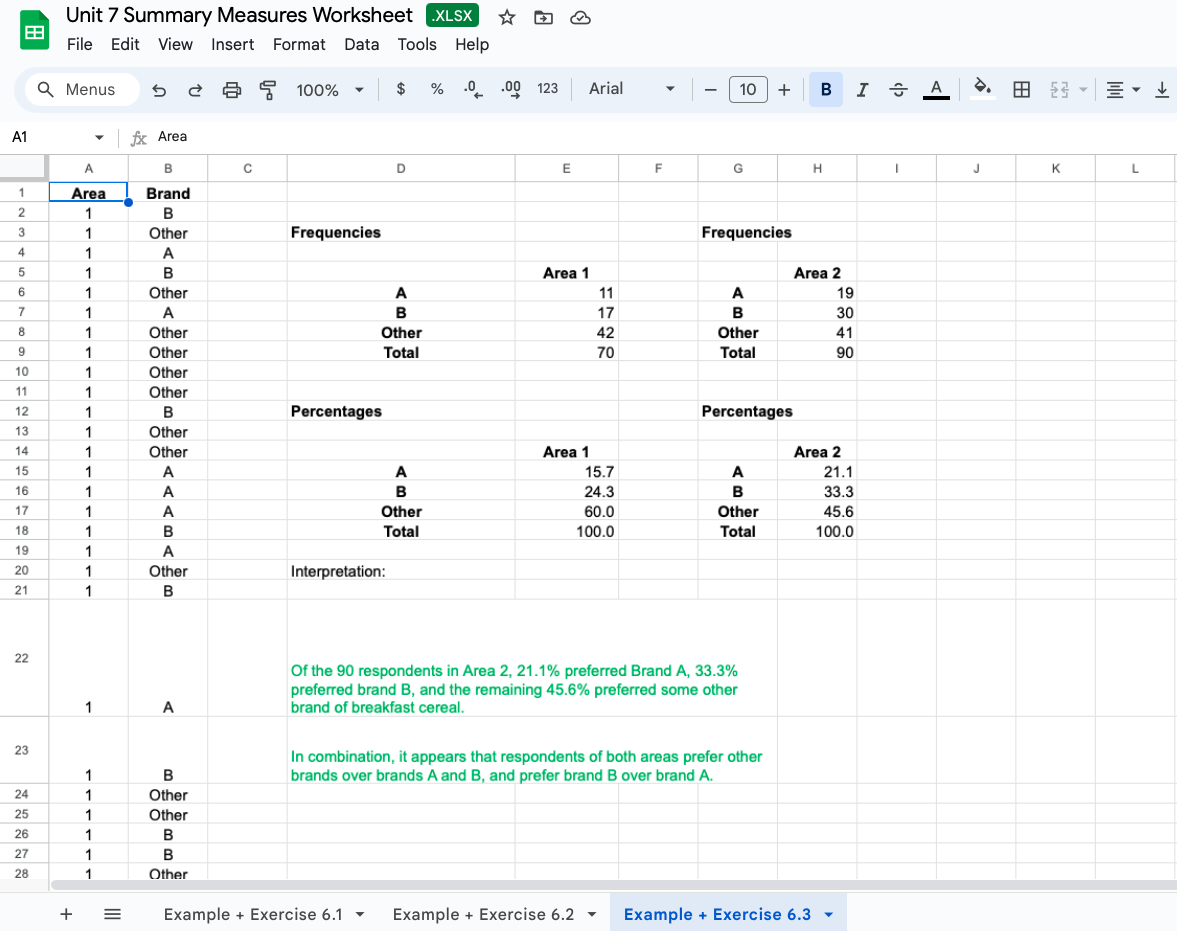 Unit 7 Summary Measures Worksheet .XLSX
File Edit View Insert Format Data Tools Help
Menus 100% $ % .0 .00 123 Arial 10 B I S A
A1 fx Area
A B C D E F G H I J K L
1 Area Brand
2 1 B
3 1 Other Frequencies Frequencies
4 1 A
5 1 B Area 1 Area 2
6 1 Other A 11 A 19
7 1 A B 17 B 30
8 1 Other Other 42 Other 41
9 1 Other Total 70 Total 90
10 1 Other
11 1 Other
12 1 B Percentages Percentages
13 1 Other
14 1 Other Area 1 Area 2
15 1 A A 15.7 A 21.1
16 1 A B 24.3 B 33.3
17 1 A Other 60.0 Other 45.6
18 1 B Total 100.0 Total 100.0
19 1 A
20 1 Other Interpretation:
21 1 B
22 1 A Of the 90 respondents in Area 2, 21.1% preferred Brand A, 33.3%
preferred brand B, and the remaining 45.6% preferred some other
brand of breakfast cereal.
23 1 B In combination, it appears that respondents of both areas prefer other
brands over brands A and B, and prefer brand B over brand A.
24 1 Other
25 1 Other
26 1 B
27 1 B
28 1 Other
Example + Exercise 6.1 Example + Exercise 6.2 Example + Exercise 6.3